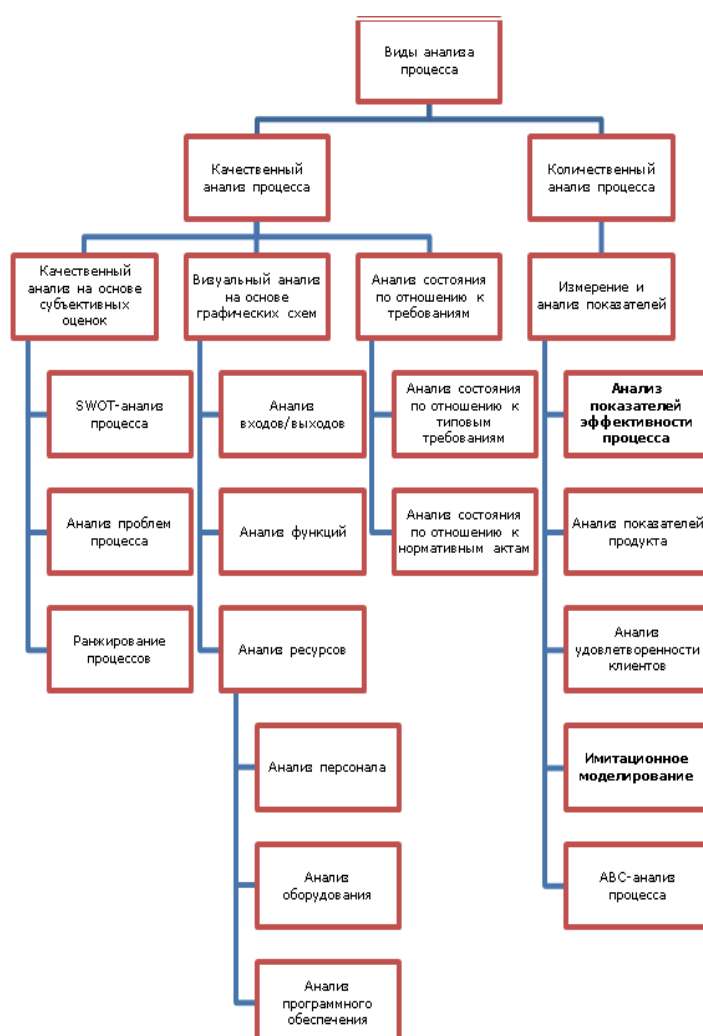 Виды анализа
процесса
Качественный
анализ процесса
Количественный
анализ процесса
Качественный
анализ на основе
субъективных
оценок
Визуальный анализ
на основе
графических схем
Анализ состояния
по отношению к
требованиям
Измерение и
анализ показателей
SWOT-анализ
процесса
Анализ
входов/выходов
Анализ состояния
по отношению к
типовым
требованиям
Анализ
показателей
эффективности
процесса
Анализ проблем
процесса
Анализ функций
Анализ состояния
по отношению к
нормативным актам
Анализ показателей
продукта
Ранжирование
процессов
Анализ ресурсов
Анализ
удовлетворенности
клиентов
Анализ персонала
Имитационное
моделирование
Анализ
оборудования
ABC-анализ
процесса
Анализ
программного
обеспечения